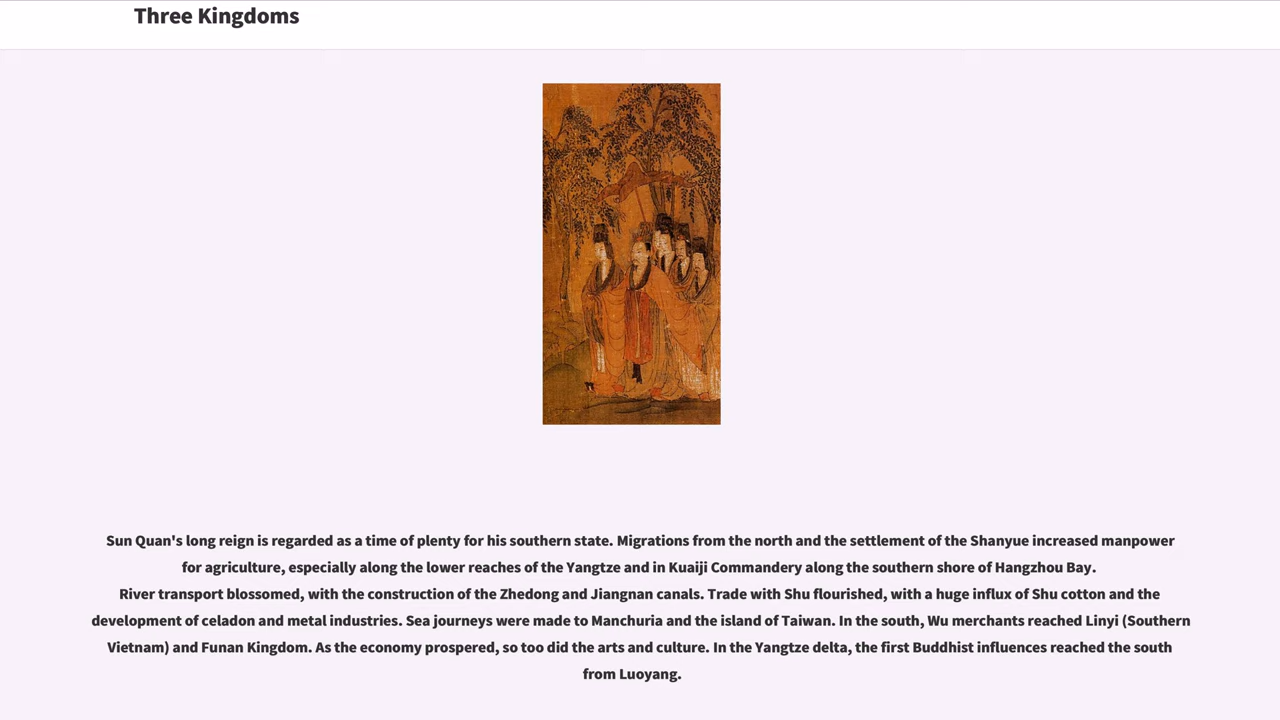 Three Kingdoms
Sun Quan's long reign is regarded as a time of plenty for his southern state. Migrations from the north and the settlement of the Shanyue increased manpower
for agriculture, especially along the lower reaches of the Yangtze and in Kuaiji Commandery along the southern shore of Hangzhou Bay.
River transport blossomed, with the construction of the Zhedong and Jiangnan canals. Trade with Shu flourished, with a huge influx of Shu cotton and the
development of celadon and metal industries. Sea journeys were made to Manchuria and the island of Taiwan. In the south, Wu merchants reached Linyi (Southern
Vietnam) and Funan Kingdom. As the economy prospered, so too did the arts and culture. In the Yangtze delta, the first Buddhist influences reached the south
from Luoyang.